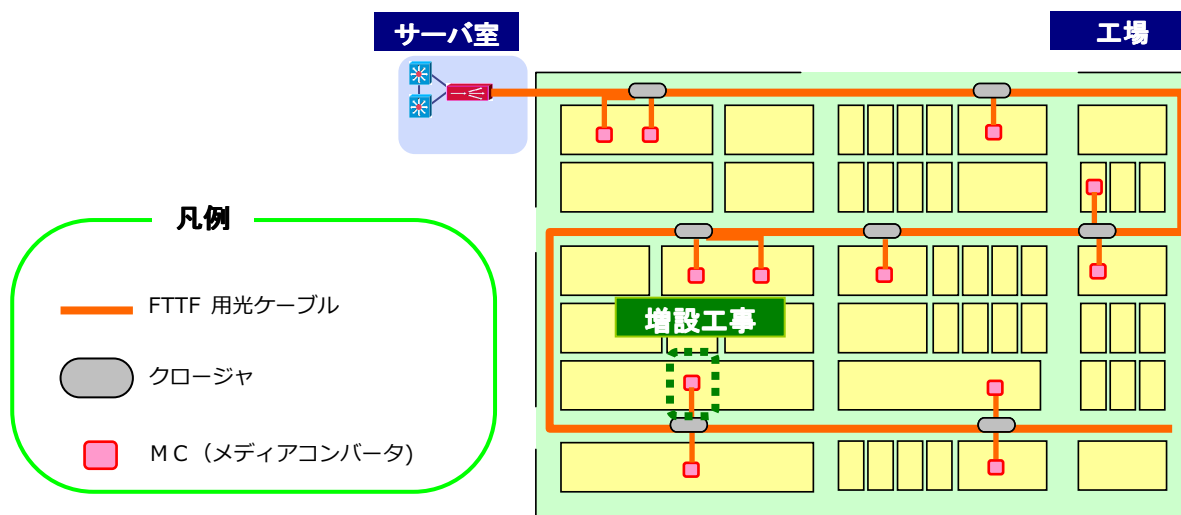 サーバ室
工場
凡例
FTTF 用光ケーブル
クロージャ
ＭＣ（メディアコンバータ)
増設工事